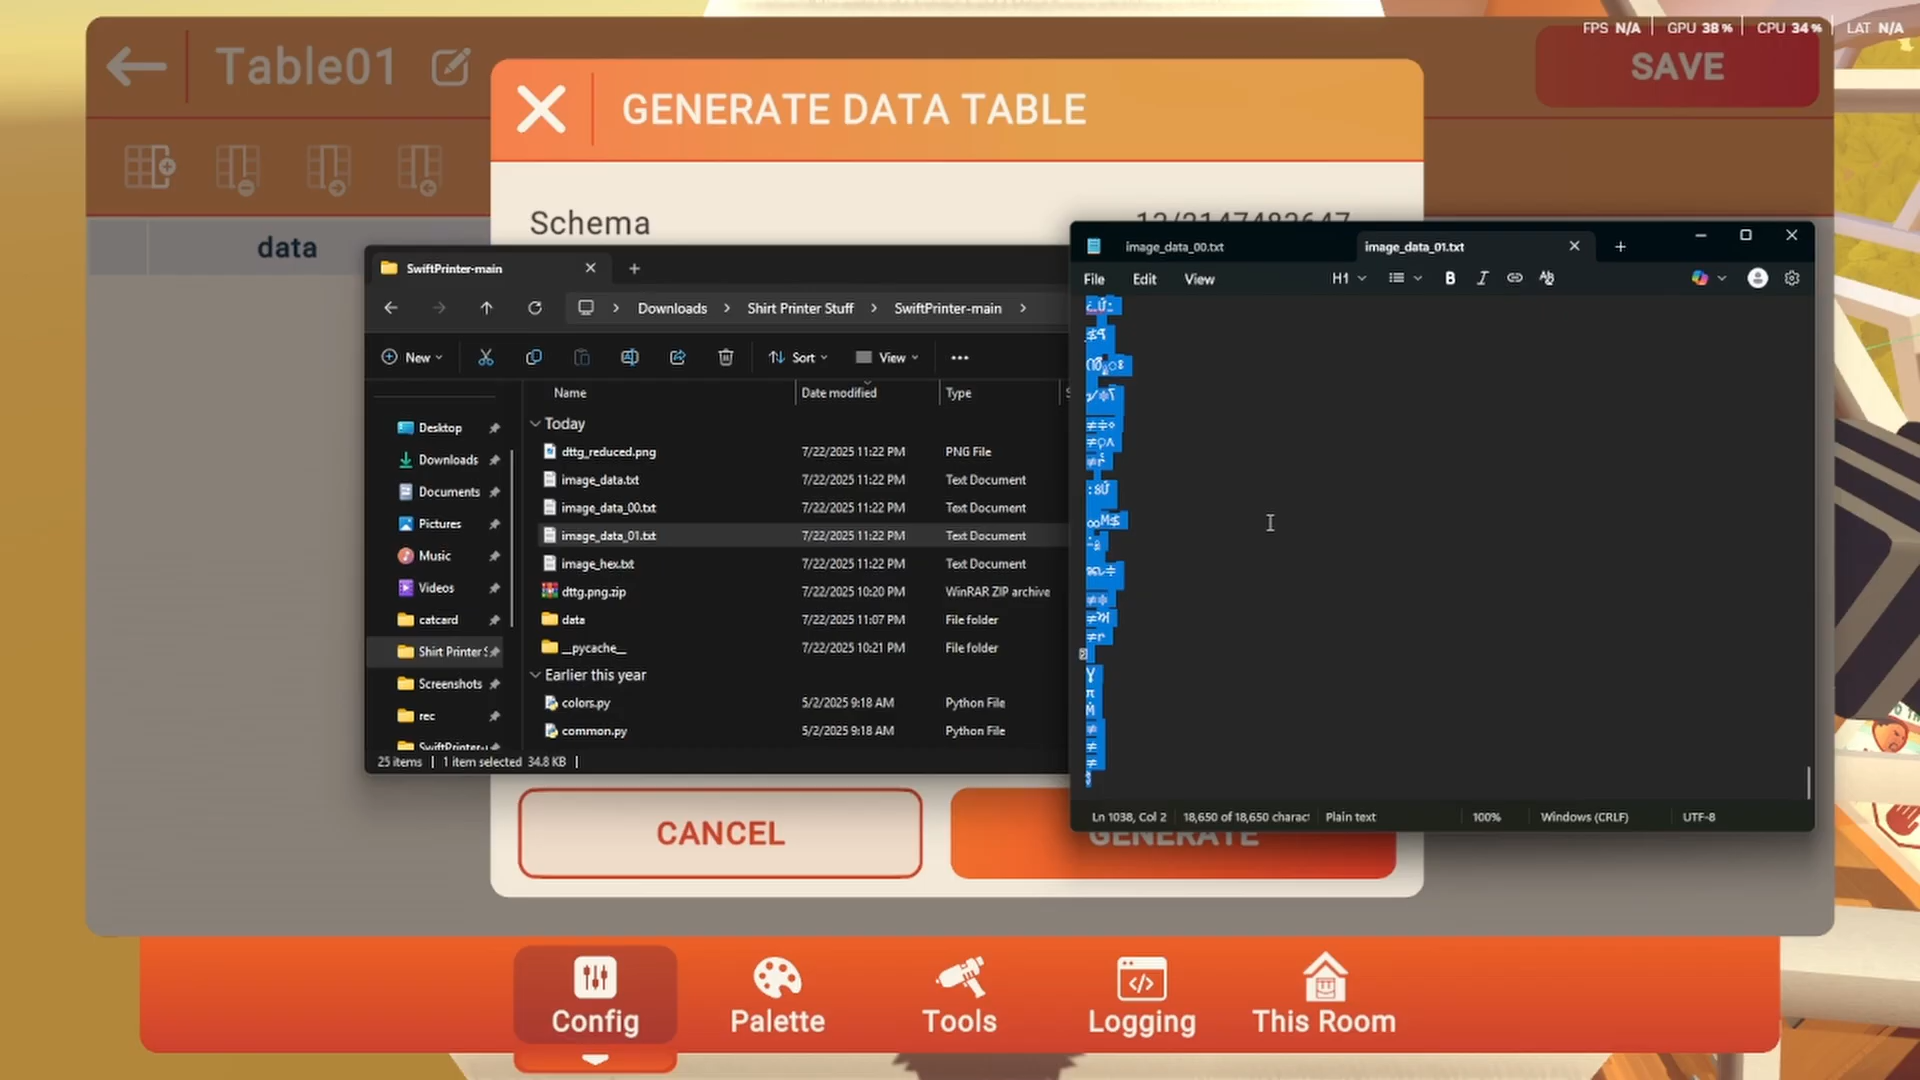 FPS N/A | GPU 38 % | CPU 34 % | LAT N/A
Table01
SAVE
GENERATE DATA TABLE
Schema
data
SwiftPrinter-main
Downloads > Shirt Printer Stuff > SwiftPrinter-main >
New
Sort
View
Name
Date modified
Type
Desktop
Downloads
Documents
Pictures
Music
Videos
catcard
Shirt Printer
Screenshots
rec
Today
dttg_reduced.png 7/22/2025 11:22 PM PNG File
image_data.txt 7/22/2025 11:22 PM Text Document
image_data_00.txt 7/22/2025 11:22 PM Text Document
image_data_01.txt 7/22/2025 11:22 PM Text Document
image_hex.txt 7/22/2025 11:22 PM Text Document
dttg.png.zip 7/22/2025 10:20 PM WinRAR ZIP archive
data 7/22/2025 11:07 PM File folder
__pycache__ 7/22/2025 10:21 PM File folder
Earlier this year
colors.py 5/2/2025 9:18 AM Python File
common.py 5/2/2025 9:18 AM Python File
25 items | 1 item selected 34.8 KB |
image_data_00.txt
image_data_01.txt
File Edit View
H1
B I
Ln 1038, Col 2
18,650 of 18,650 charact
Plain text
100%
Windows (CRLF)
UTF-8
CANCEL
GENERATE
Config
Palette
Tools
Logging
This Room